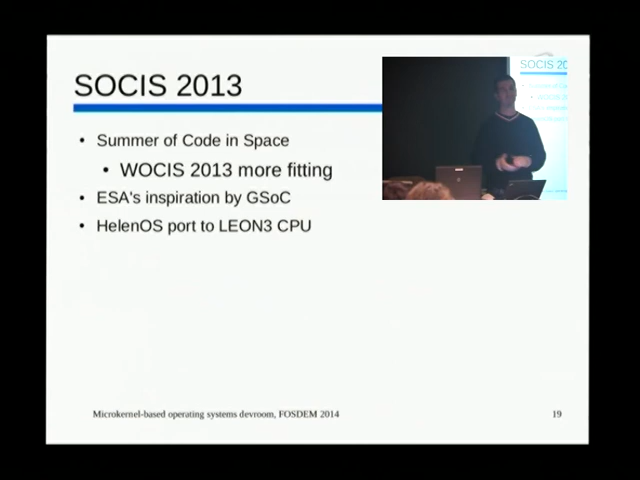 SOCIS 2013
SOCIS 20
• Summer of Code in Space
• WOCIS 2013 more fitting
• ESA's inspiration by GSoC
• HelenOS port to LEON3 CPU
Microkernel-based operating systems devroom, FOSDEM 2014
19